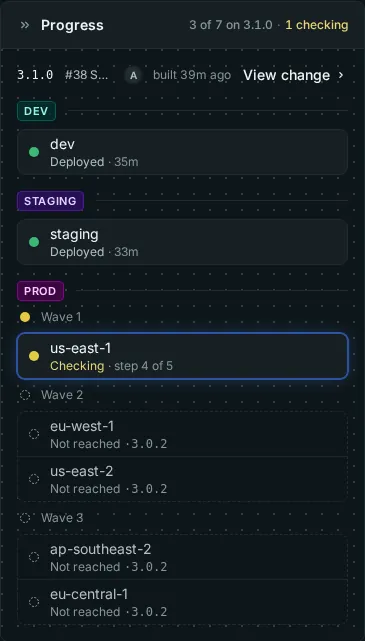 » Progress 3 of 7 on 3.1.0 · 1 checking
3.1.0 #38 S... A built 39m ago View change ›
DEV
dev
Deployed · 35m
STAGING
staging
Deployed · 33m
PROD
Wave 1
us-east-1
Checking · step 4 of 5
Wave 2
eu-west-1
Not reached ·3.0.2
us-east-2
Not reached ·3.0.2
Wave 3
ap-southeast-2
Not reached ·3.0.2
eu-central-1
Not reached ·3.0.2